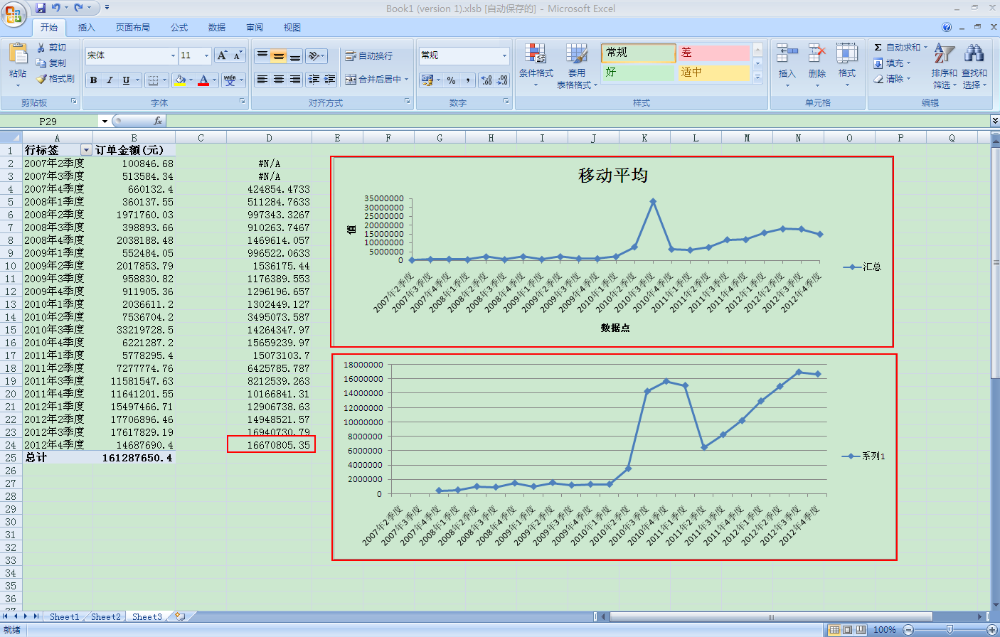 Book1 (version 1).xlsb [自动保存的] - Microsoft Excel
开始 插入 页面布局 公式 数据 审阅 视图
粘贴 剪切 复制 格式刷 剪贴板
宋体 11 B I U A 字体
自动换行 合并后居中 对齐方式
常规 % , 数字
条件格式 套用表格格式 常规 差 好 适中 样式
插入 删除 格式 单元格
Σ 自动求和 填充 清除 排序和筛选 查找和选择 编辑
P29 fx
A B C D E F G H I J K L M N O P Q
1 行标签 订单金额(元)
2 2007年2季度 100846.68 #N/A
3 2007年3季度 513584.34 #N/A
4 2007年4季度 660132.4 424854.4733
5 2008年1季度 360137.55 511284.7633
6 2008年2季度 1971760.03 997343.3267
7 2008年3季度 398893.66 910263.7467
8 2008年4季度 2038188.48 1469614.057
9 2009年1季度 552484.05 996522.0633
10 2009年2季度 2017853.79 1536175.44
11 2009年3季度 958830.82 1176389.553
12 2009年4季度 911905.36 1296196.657
13 2010年1季度 2036611.2 1302449.127
14 2010年2季度 7536704.2 3495073.587
15 2010年3季度 33219728.5 14264347.97
16 2010年4季度 6221287.2 15659239.97
17 2011年1季度 5778295.4 15073103.7
18 2011年2季度 7277774.76 6425785.787
19 2011年3季度 11581547.63 8212539.263
20 2011年4季度 11641201.55 10166841.31
21 2012年1季度 15497466.71 12906738.63
22 2012年2季度 17706896.46 14948521.57
23 2012年3季度 17617829.19 16940730.79
24 2012年4季度 14687690.4 16670805.35
25 总计 161287650.4
26
27
28
29
30
31
32
33
34
35
36
37
移动平均
值
35000000
30000000
25000000
20000000
15000000
10000000
5000000
0
2007年2季度 2007年3季度 2007年4季度 2008年1季度 2008年2季度 2008年3季度 2008年4季度 2009年1季度 2009年2季度 2009年3季度 2009年4季度 2010年1季度 2010年2季度 2010年3季度 2010年4季度 2011年1季度 2011年2季度 2011年3季度 2011年4季度 2012年1季度 2012年2季度 2012年3季度 2012年4季度
汇总
数据点
18000000
16000000
14000000
12000000
10000000
8000000
6000000
4000000
2000000
0
2007年2季度 2007年3季度 2007年4季度 2008年1季度 2008年2季度 2008年3季度 2008年4季度 2009年1季度 2009年2季度 2009年3季度 2009年4季度 2010年1季度 2010年2季度 2010年3季度 2010年4季度 2011年1季度 2011年2季度 2011年3季度 2011年4季度 2012年1季度 2012年2季度 2012年3季度 2012年4季度
系列1
Sheet1 Sheet2 Sheet3
就绪 100%